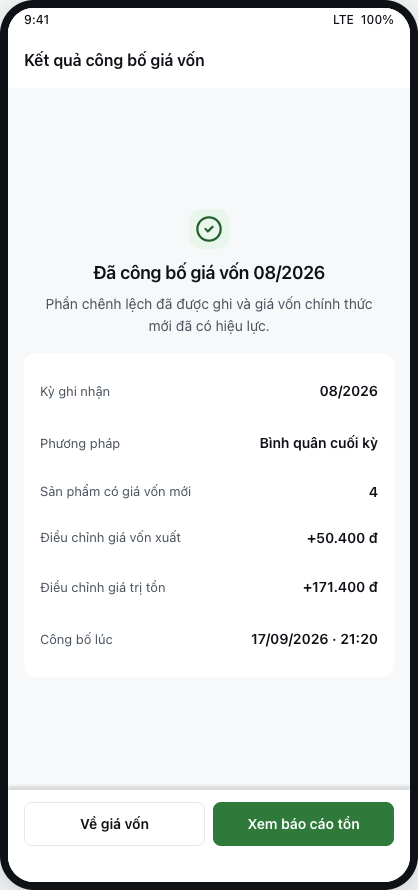 9:41 LTE 100%
Kết quả công bố giá vốn
Đã công bố giá vốn 08/2026
Phần chênh lệch đã được ghi và giá vốn chính thức
mới đã có hiệu lực.
Kỳ ghi nhận 08/2026
Phương pháp Bình quân cuối kỳ
Sản phẩm có giá vốn mới 4
Điều chỉnh giá vốn xuất +50.400 đ
Điều chỉnh giá trị tồn +171.400 đ
Công bố lúc 17/09/2026 · 21:20
Về giá vốn Xem báo cáo tồn